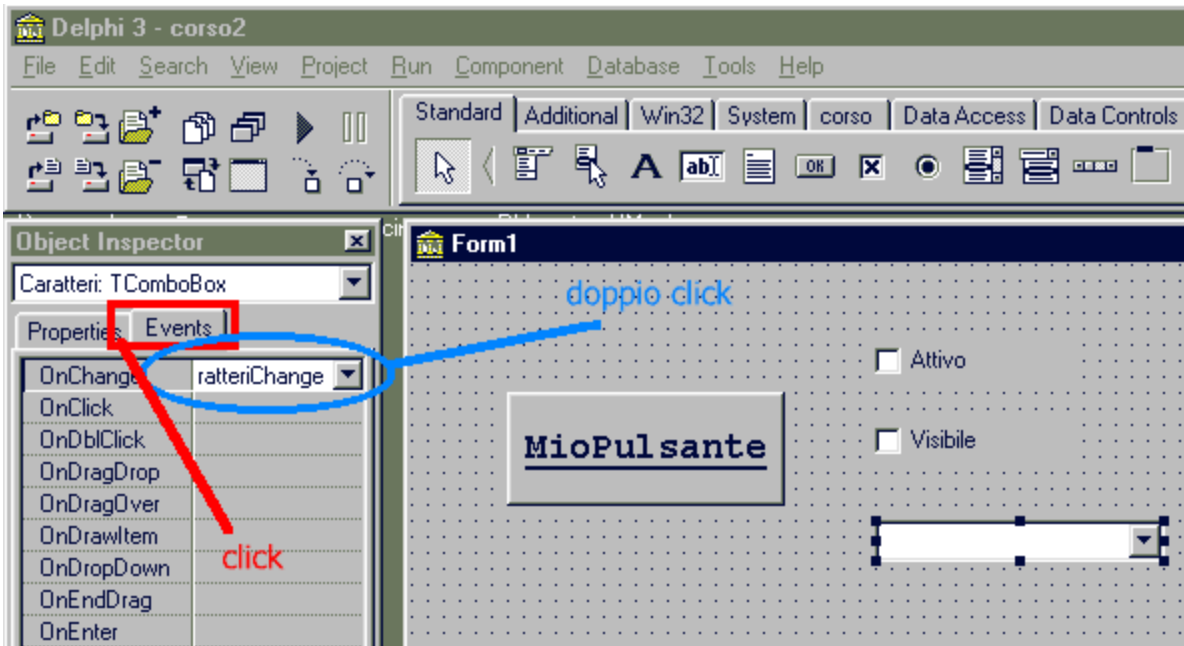 Delphi 3 - corso2
File Edit Search View Project Run Component Database Tools Help
Standard Additional Win32 System corso Data Access Data Controls
A ab OK
Object Inspector
Caratteri: TComboBox
Properties Events
OnChange ratteriChange
OnClick
OnDblClick
OnDragDrop
OnDragOver
OnDrawItem
OnDropDown
OnEndDrag
OnEnter
click
Form1
doppio click
Attivo
MioPulsante
Visibile